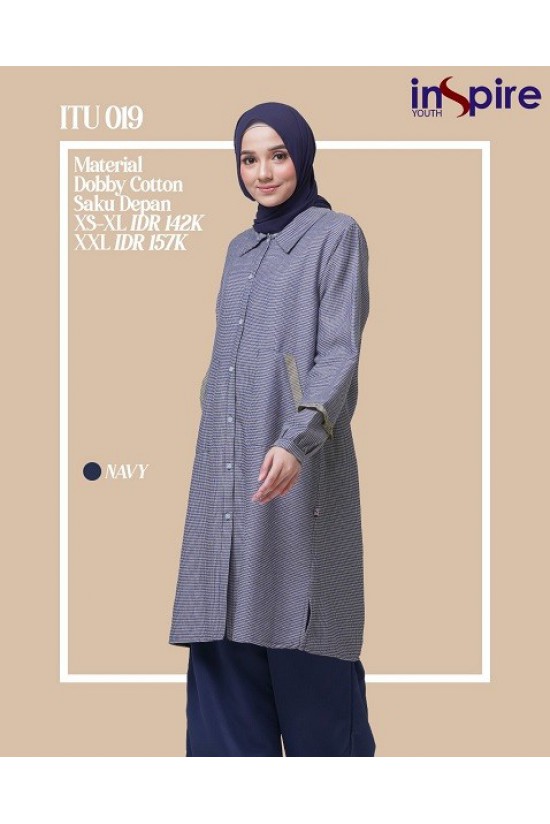 ITU 019
inSpire
YOUTH
Material
Dobby Cotton
Saku Depan
XS-XL IDR 142K
XXL IDR 157K
NAVY